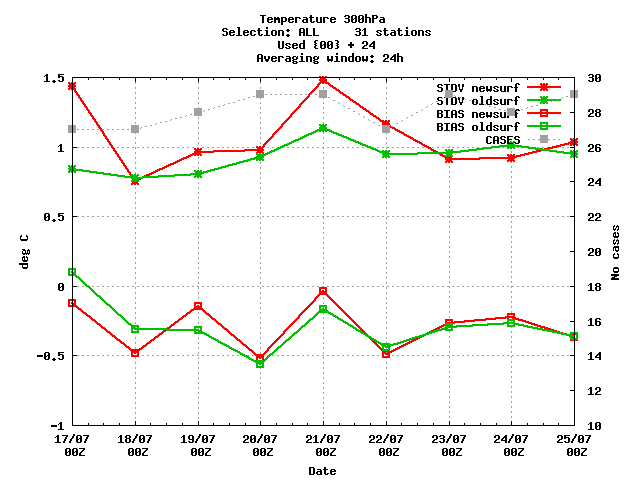 Temperature 300hPa
Selection: ALL     31 stations
Used {00} + 24
Averaging window: 24h
STDV newsurf
STDV oldsurf
BIAS newsurf
BIAS oldsurf
CASES
deg C
1.5
1
0.5
0
-0.5
-1
30
28
26
24
22
20
18
16
14
12
10
No cases
17/07 18/07 19/07 20/07 21/07 22/07 23/07 24/07 25/07
00Z 00Z 00Z 00Z 00Z 00Z 00Z 00Z 00Z
Date